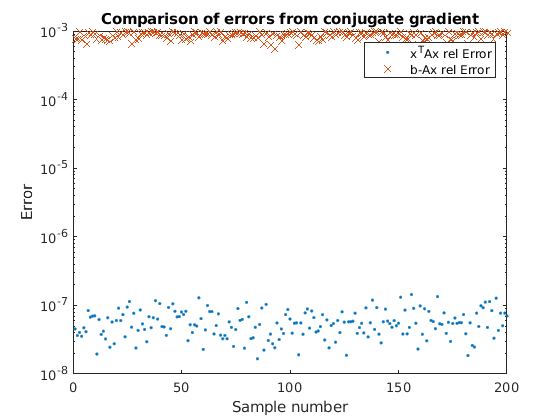 Comparison of errors from conjugate gradient
10^-3
x^TAx rel Error
b-Ax rel Error
10^-4
10^-5
Error
10^-6
10^-7
10^-8
0 50 100 150 200
Sample number